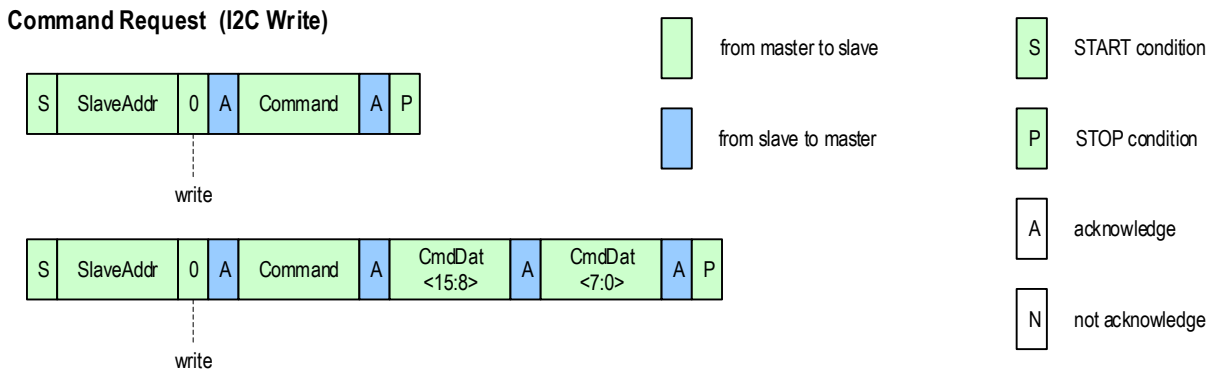 Command Request (I2C Write)
from master to slave
S START condition
S SlaveAddr 0 A Command A P
from slave to master
P STOP condition
write
A acknowledge
S SlaveAddr 0 A Command A CmdDat <15:8> A CmdDat <7:0> A P
N not acknowledge
write